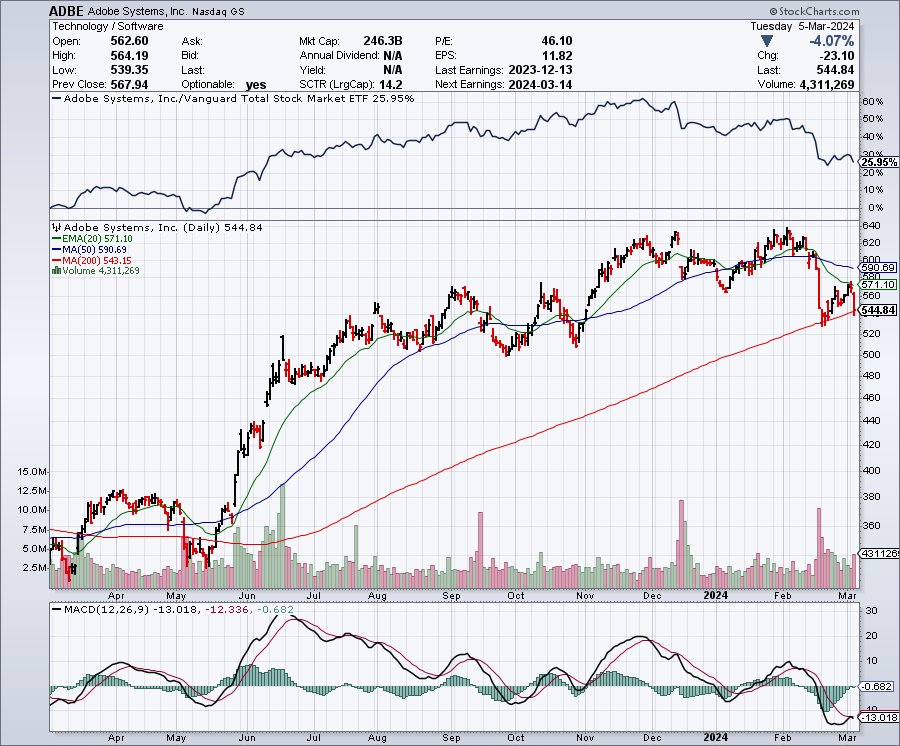 ADBE Adobe Systems, Inc. Nasdaq GS © StockCharts.com
Technology / Software Tuesday 5-Mar-2024
Open: 562.60 Ask: Mkt Cap: 246.3B P/E: 46.10 ▼ -4.07%
High: 564.19 Bid: Annual Dividend: N/A EPS: 11.82 Chg: -23.10
Low: 539.35 Last: Yield: N/A Last Earnings: 2023-12-13 Last: 544.84
Prev Close: 567.94 Optionable: yes SCTR (LrgCap): 14.2 Next Earnings: 2024-03-14 Volume: 4,311,269
Adobe Systems, Inc./Vanguard Total Stock Market ETF 25.95%
60%
50%
40%
30%
25.95%
20%
10%
0%
Adobe Systems, Inc. (Daily) 544.84
EMA(20) 571.10
MA(50) 590.69
MA(200) 543.15
Volume 4,311,269
640
620
600
590.69
580
571.10
560
544.84
520
500
480
460
440
420
400
380
360
4311269
15.0M
12.5M
10.0M
7.5M
5.0M
2.5M
Apr May Jun Jul Aug Sep Oct Nov Dec 2024 Feb Mar
MACD(12,26,9) -13.018, -12.336, -0.682
30
20
10
-0.682
-13.018
Apr May Jun Jul Aug Sep Oct Nov Dec 2024 Feb Mar